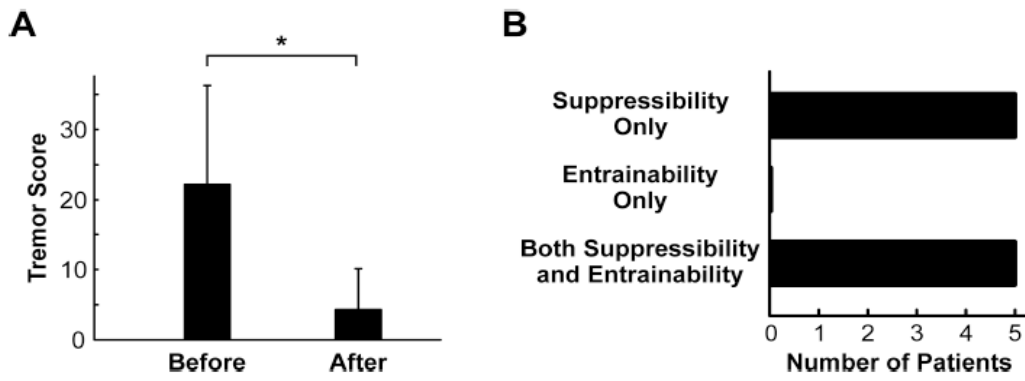 A
*
Tremor Score
30
20
10
0
Before
After
B
Suppressibility
Only
Entrainability
Only
Both Suppressibility
and Entrainability
0 1 2 3 4 5
Number of Patients